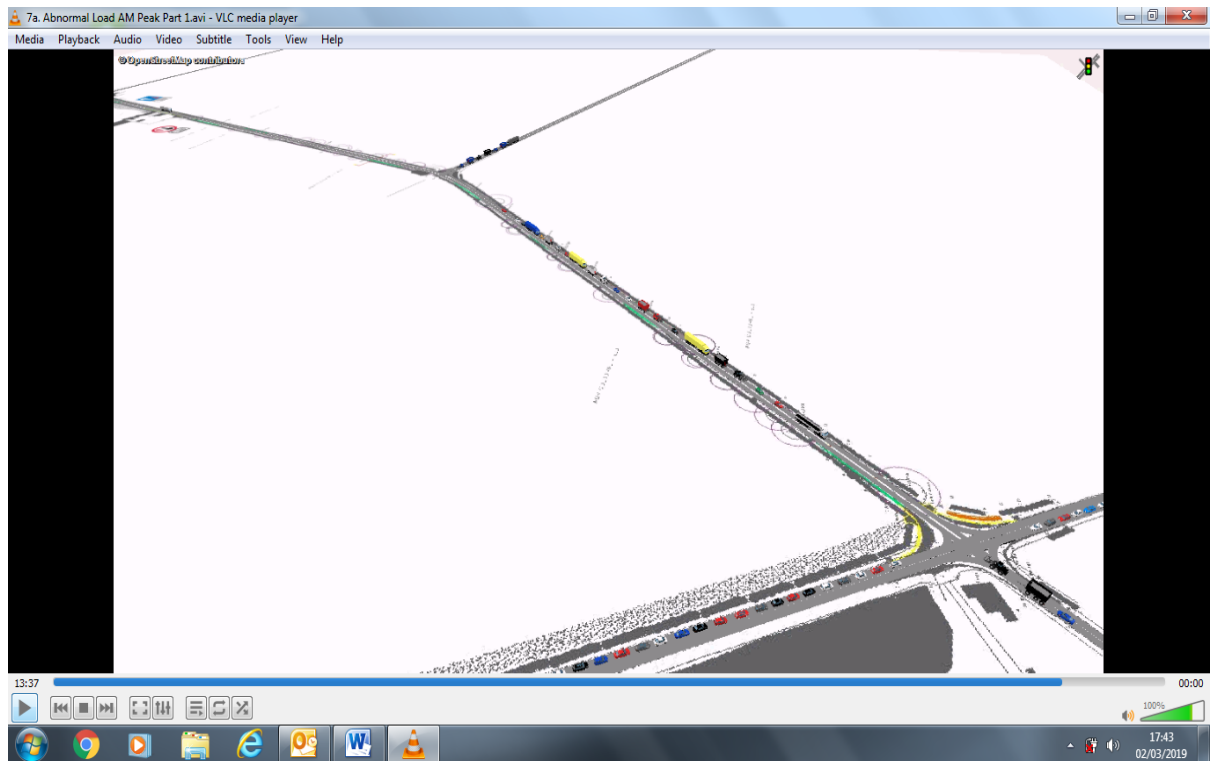 7a. Abnormal Load AM Peak Part 1.avi - VLC media player
Media Playback Audio Video Subtitle Tools View Help
© OpenStreetMap contributors
13:37
00:00
100%
17:43
02/03/2019